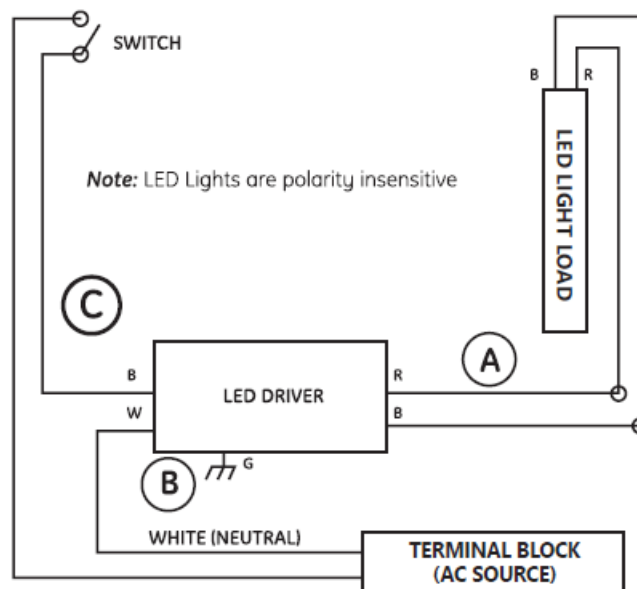 SWITCH
B
R
LED LIGHT LOAD
Note: LED Lights are polarity insensitive
C
A
B
R
LED DRIVER
W
B
G
B
WHITE (NEUTRAL)
TERMINAL BLOCK
(AC SOURCE)